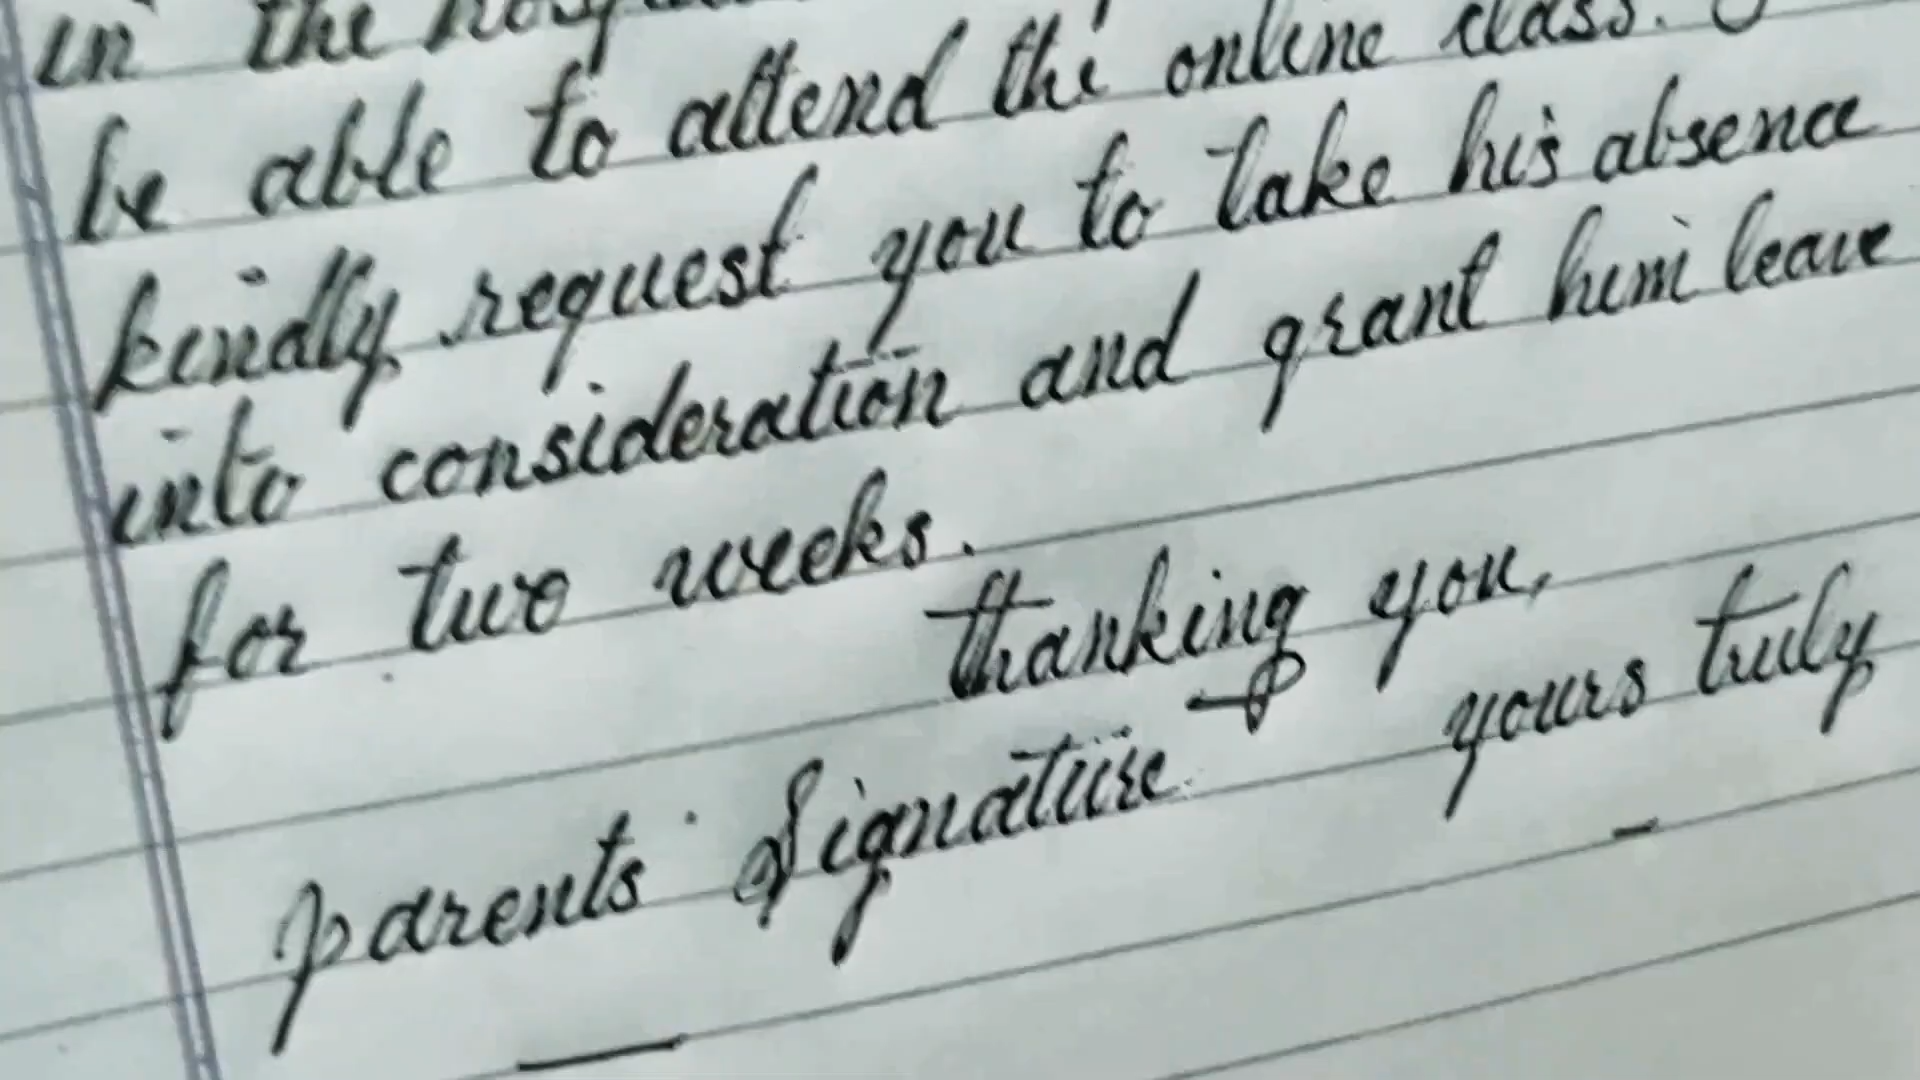 in the
be able to attend the online class.
kindly request you to take his absence
into consideration and grant him leave
for two weeks.
thanking you,
yours truly
parents signature